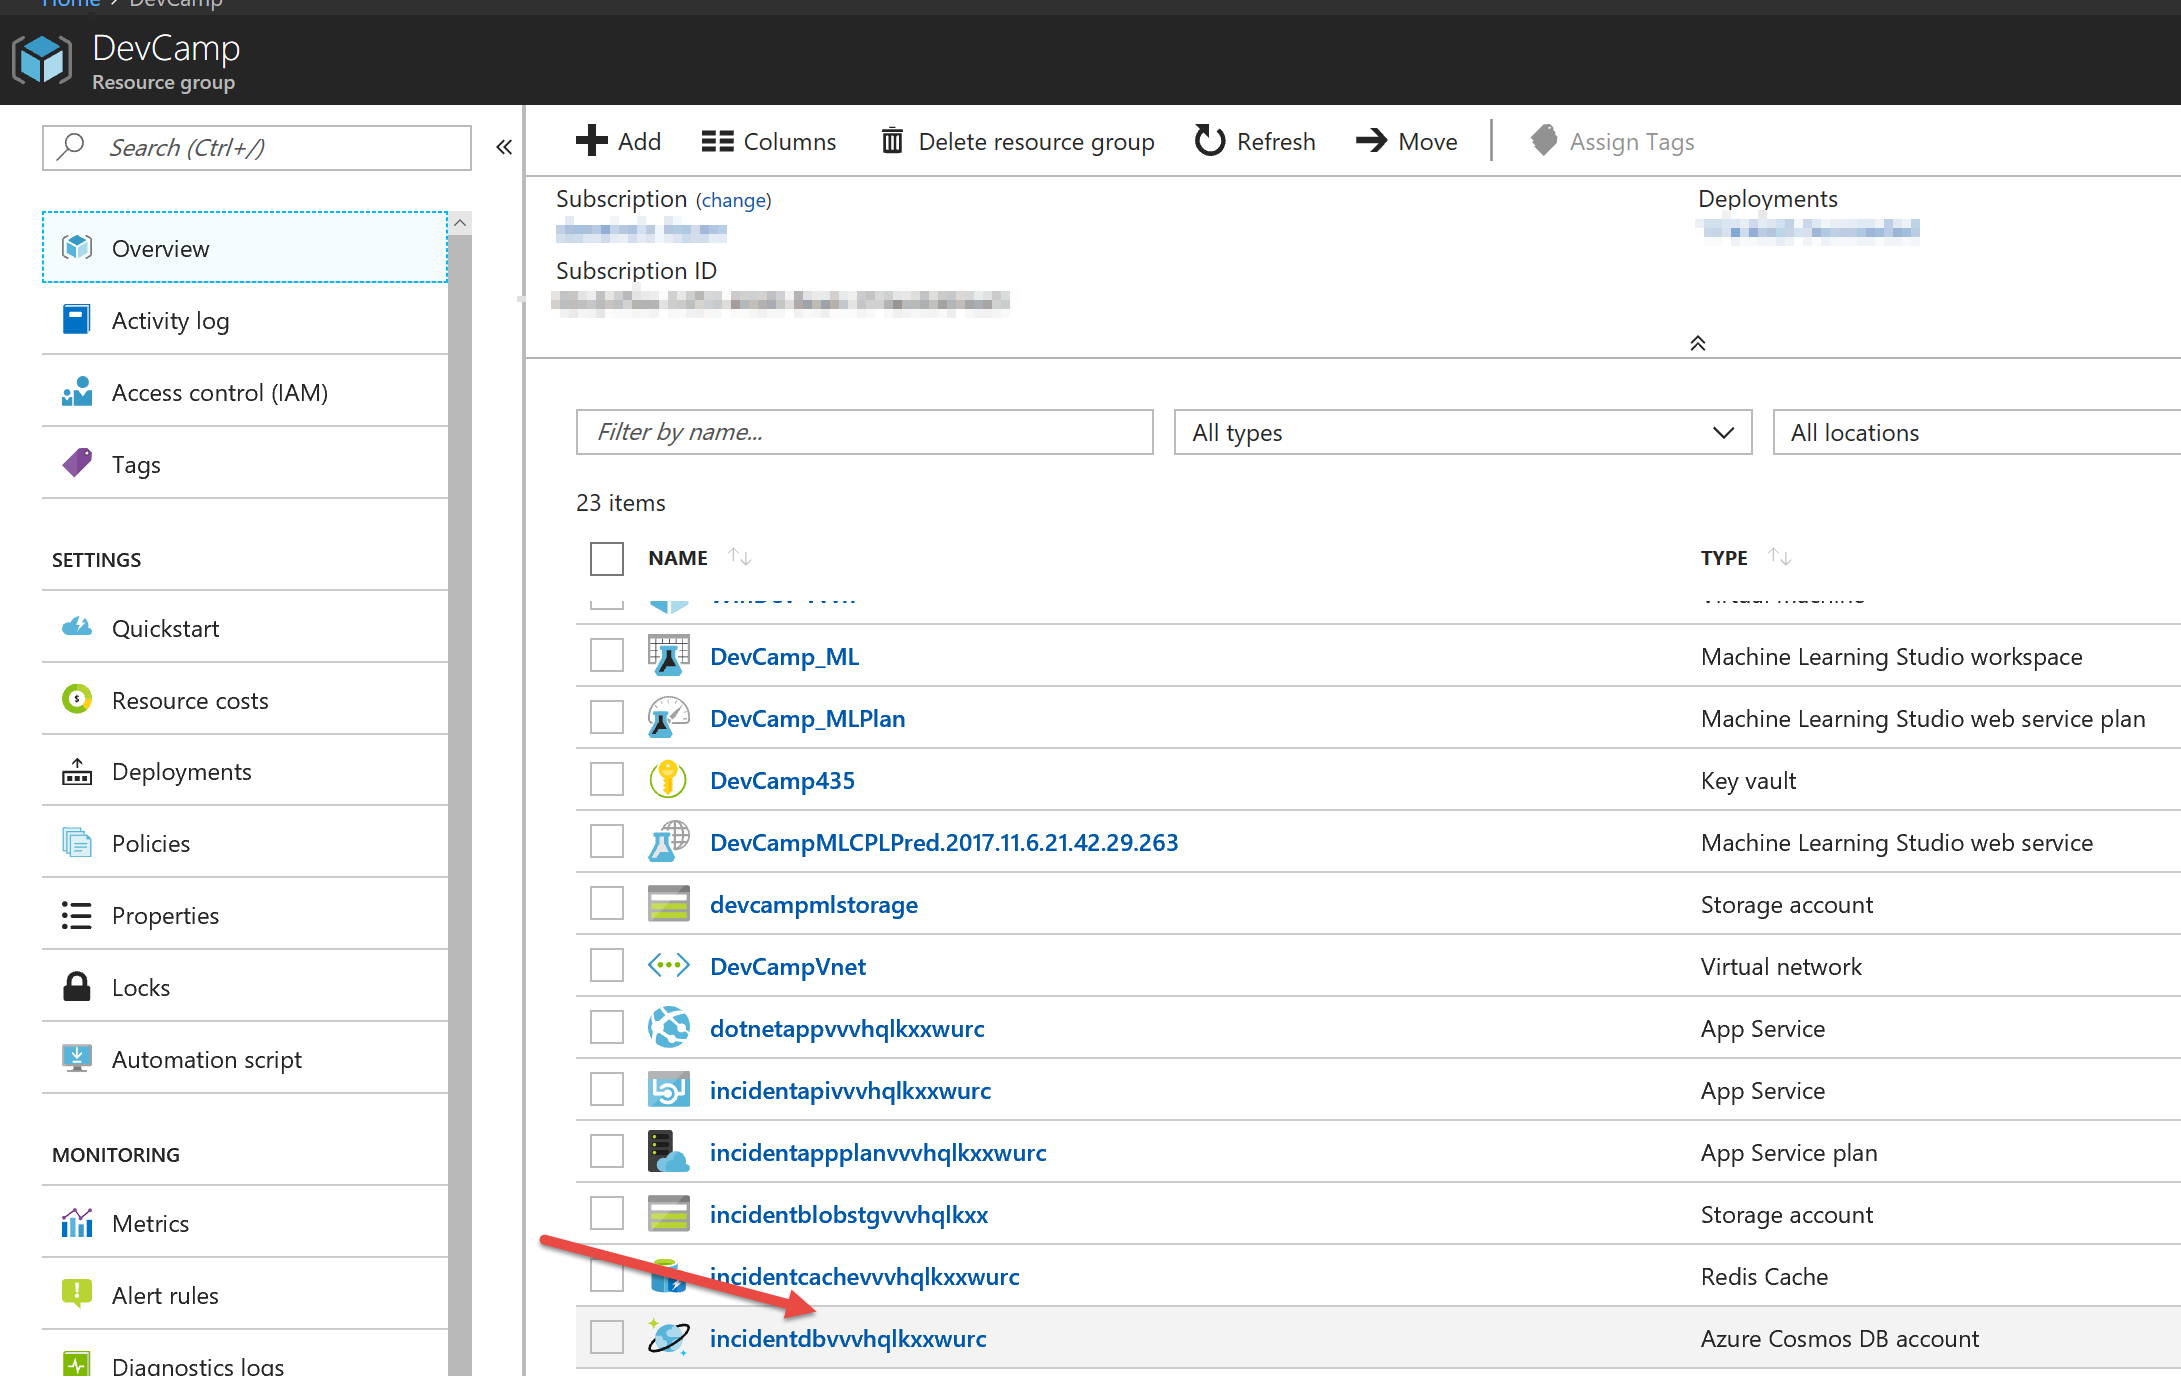 Home > DevCamp
DevCamp
Resource group
Search (Ctrl+/)
Overview
Activity log
Access control (IAM)
Tags
SETTINGS
Quickstart
Resource costs
Deployments
Policies
Properties
Locks
Automation script
MONITORING
Metrics
Alert rules
Diagnostics logs
Add Columns Delete resource group Refresh Move Assign Tags
Subscription (change) Deployments
Subscription ID
Filter by name... All types All locations
23 items
NAME TYPE
Virtual machine
DevCamp_ML Machine Learning Studio workspace
DevCamp_MLPlan Machine Learning Studio web service plan
DevCamp435 Key vault
DevCampMLCPLPred.2017.11.6.21.42.29.263 Machine Learning Studio web service
devcampmlstorage Storage account
DevCampVnet Virtual network
dotnetappvvvhqlkxxwurc App Service
incidentapivvvhqlkxxwurc App Service
incidentappplanvvvhqlkxxwurc App Service plan
incidentblobstgvvvhqlkxx Storage account
incidentcachevvvhqlkxxwurc Redis Cache
incidentdbvvvhqlkxxwurc Azure Cosmos DB account